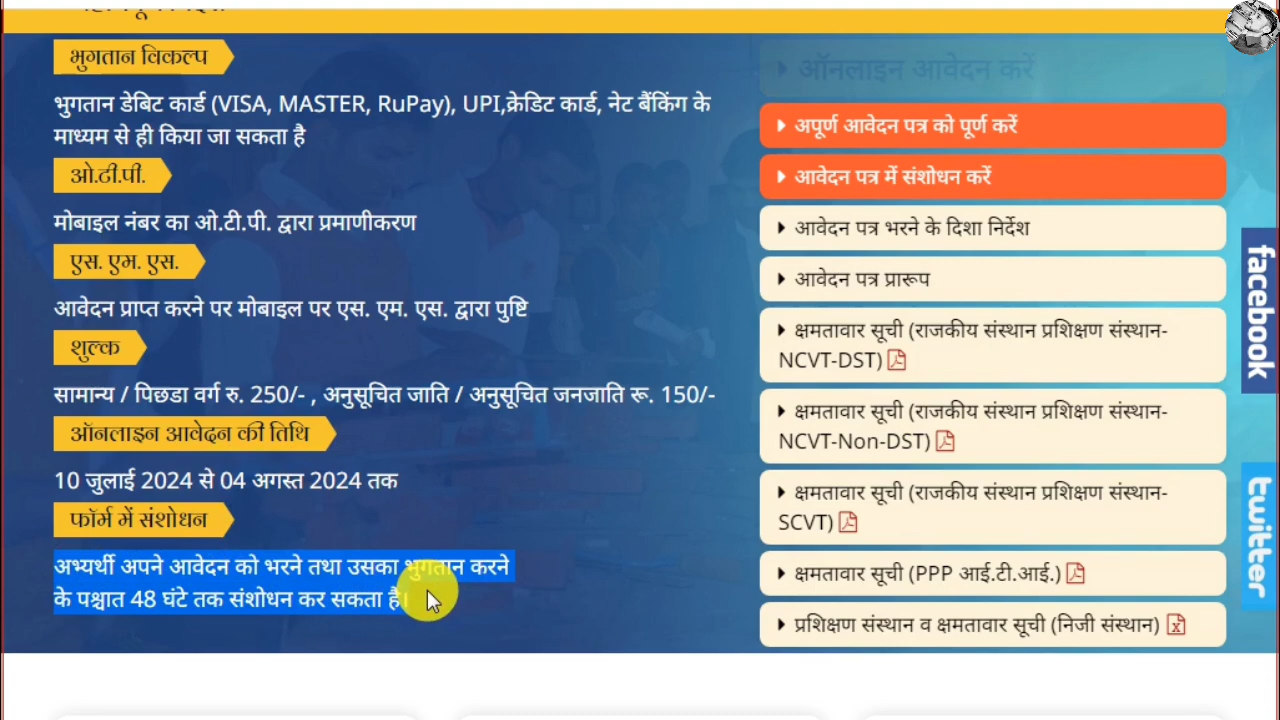 भुगतान विकल्प
भुगतान डेबिट कार्ड (VISA, MASTER, RuPay), UPI,क्रेडिट कार्ड, नेट बैंकिंग के
माध्यम से ही किया जा सकता है
ओ.टी.पी.
मोबाइल नंबर का ओ.टी.पी. द्वारा प्रमाणीकरण
एस. एम. एस.
आवेदन प्राप्त करने पर मोबाइल पर एस. एम. एस. द्वारा पुष्टि
शुल्क
सामान्य / पिछडा वर्ग रु. 250/- , अनुसूचित जाति / अनुसूचित जनजाति रू. 150/-
ऑनलाइन आवेदन की तिथि
10 जुलाई 2024 से 04 अगस्त 2024 तक
फॉर्म में संशोधन
अभ्यर्थी अपने आवेदन को भरने तथा उसका भुगतान करने
के पश्चात 48 घंटे तक संशोधन कर सकता है।
ऑनलाइन आवेदन करें
अपूर्ण आवेदन पत्र को पूर्ण करें
आवेदन पत्र में संशोधन करें
आवेदन पत्र भरने के दिशा निर्देश
आवेदन पत्र प्रारूप
क्षमतावार सूची (राजकीय संस्थान प्रशिक्षण संस्थान-
NCVT-DST)
क्षमतावार सूची (राजकीय संस्थान प्रशिक्षण संस्थान-
NCVT-Non-DST)
क्षमतावार सूची (राजकीय संस्थान प्रशिक्षण संस्थान-
SCVT)
क्षमतावार सूची (PPP आई.टी.आई.)
प्रशिक्षण संस्थान व क्षमतावार सूची (निजी संस्थान)
facebook
twitter